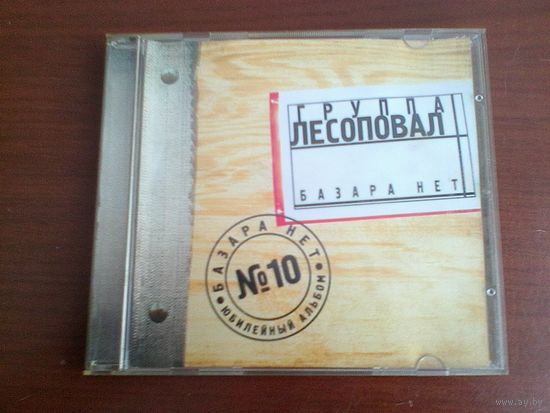 ГРУППА
ЛЕСОПОВАЛ
БАЗАРА НЕТ
БАЗАРА НЕТ
№10
ЮБИЛЕЙНЫЙ АЛЬБОМ
www.ay.by